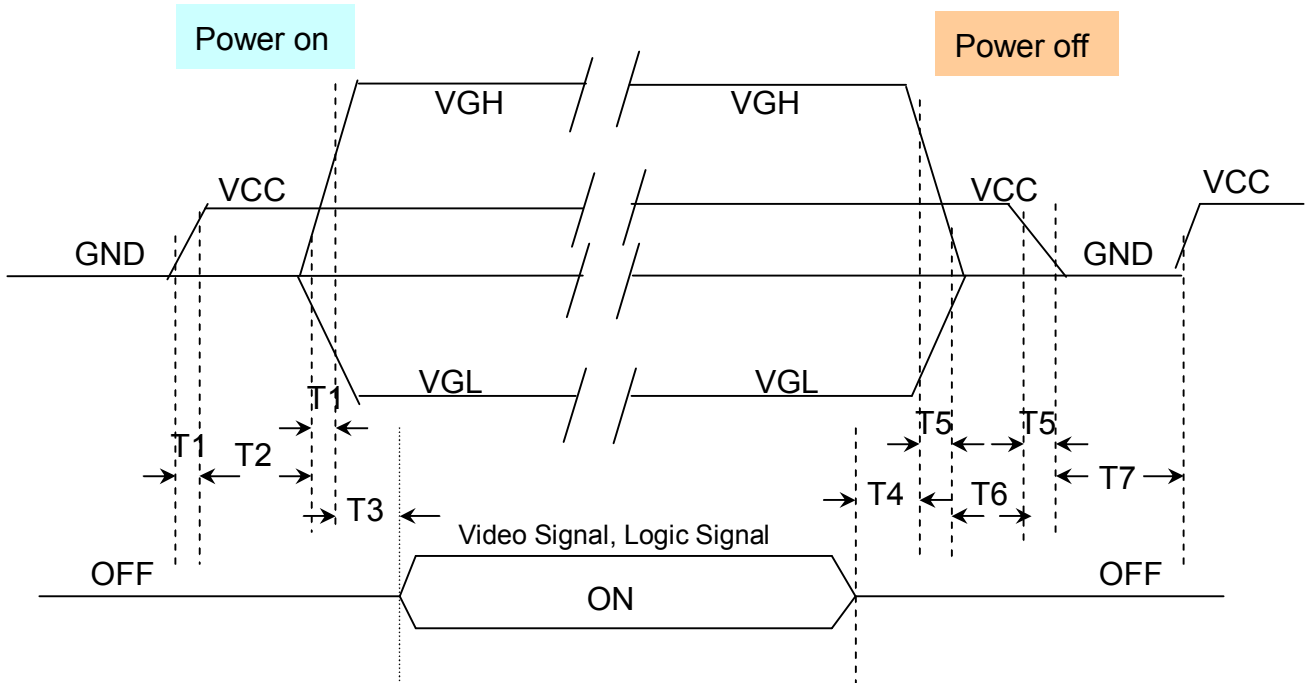 Power on
Power off
VGH
VGH
VCC
VCC
VCC
GND
GND
VGL
VGL
T1
T5
T5
T1
T2
T7
T4
T6
T3
Video Signal, Logic Signal
OFF
OFF
ON